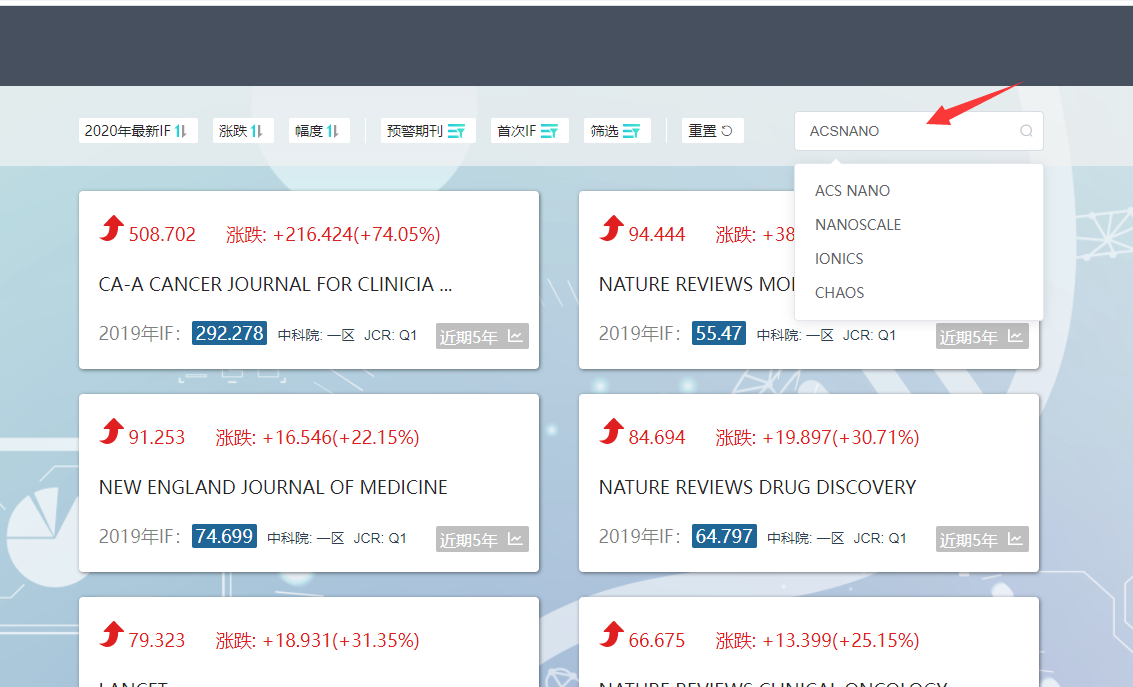 2020年最新IF 涨跌 幅度 预警期刊 首次IF 筛选 重置 ACSNANO
ACS NANO
NANOSCALE
IONICS
CHAOS
508.702 涨跌: +216.424(+74.05%)
CA-A CANCER JOURNAL FOR CLINICIA ...
2019年IF: 292.278 中科院: 一区 JCR: Q1 近期5年
94.444 涨跌: +38
NATURE REVIEWS MO
2019年IF: 55.47 中科院: 一区 JCR: Q1 近期5年
91.253 涨跌: +16.546(+22.15%)
NEW ENGLAND JOURNAL OF MEDICINE
2019年IF: 74.699 中科院: 一区 JCR: Q1 近期5年
84.694 涨跌: +19.897(+30.71%)
NATURE REVIEWS DRUG DISCOVERY
2019年IF: 64.797 中科院: 一区 JCR: Q1 近期5年
79.323 涨跌: +18.931(+31.35%)
LANCET
66.675 涨跌: +13.399(+25.15%)
NATURE REVIEWS CLINICAL ONCOLOGY